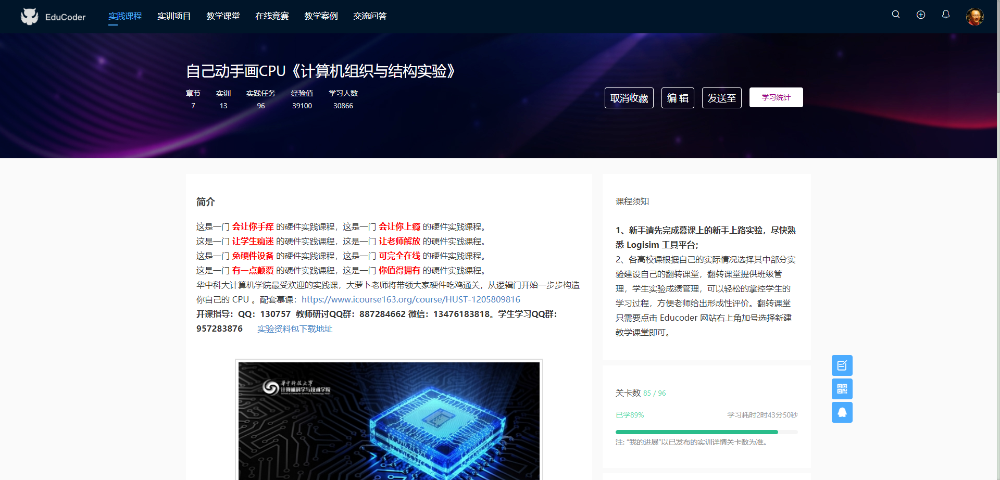 EduCoder 实践课程 实训项目 教学课堂 在线竞赛 教学案例 交流问答
自己动手画CPU《计算机组织与结构实验》
章节 实训 实践任务 经验值 学习人数
7 13 96 39100 30866
取消收藏 编 辑 发送至 学习统计
简介
这是一门 会让你手痒 的硬件实践课程，这是一门 会让你上瘾 的硬件实践课程。
这是一门 让学生痴迷 的硬件实践课程，这是一门 让老师解放 的硬件实践课程。
这是一门 免硬件设备 的硬件实践课程，这是一门 可完全在线 的硬件实践课程。
这是一门 有一点颠覆 的硬件实践课程，这是一门 你值得拥有 的硬件实践课程。
华中科大计算机学院最受欢迎的实践课，大萝卜老师将带领大家硬件吃鸡通关，从逻辑门开始一步步构造
你自己的 CPU 。配套慕课：https://www.icourse163.org/course/HUST-1205809816
开课指导：QQ：130757 教师研讨QQ群：887284662 微信：13476183818。学生学习QQ群：
957283876 实验资料包下载地址
华中科技大学
计算机科学与技术学院
School of Computer Science & Technology, HUST
课程须知
1、新手请先完成慕课上的新手上路实验，尽快熟
悉 Logisim 工具平台；
2、各高校课根据自己的实际情况选择其中部分实
验建设自己的翻转课堂，翻转课堂提供班级管
理，学生实验成绩管理，可以轻松的掌控学生的
学习过程，方便老师给出形成性评价。翻转课堂
只需要点击 Educoder 网站右上角加号选择新建
教学课堂即可。
关卡数 85 / 96
已学89% 学习耗时2时43分50秒
注: “我的进展”以已发布的实训详情关卡数为准。